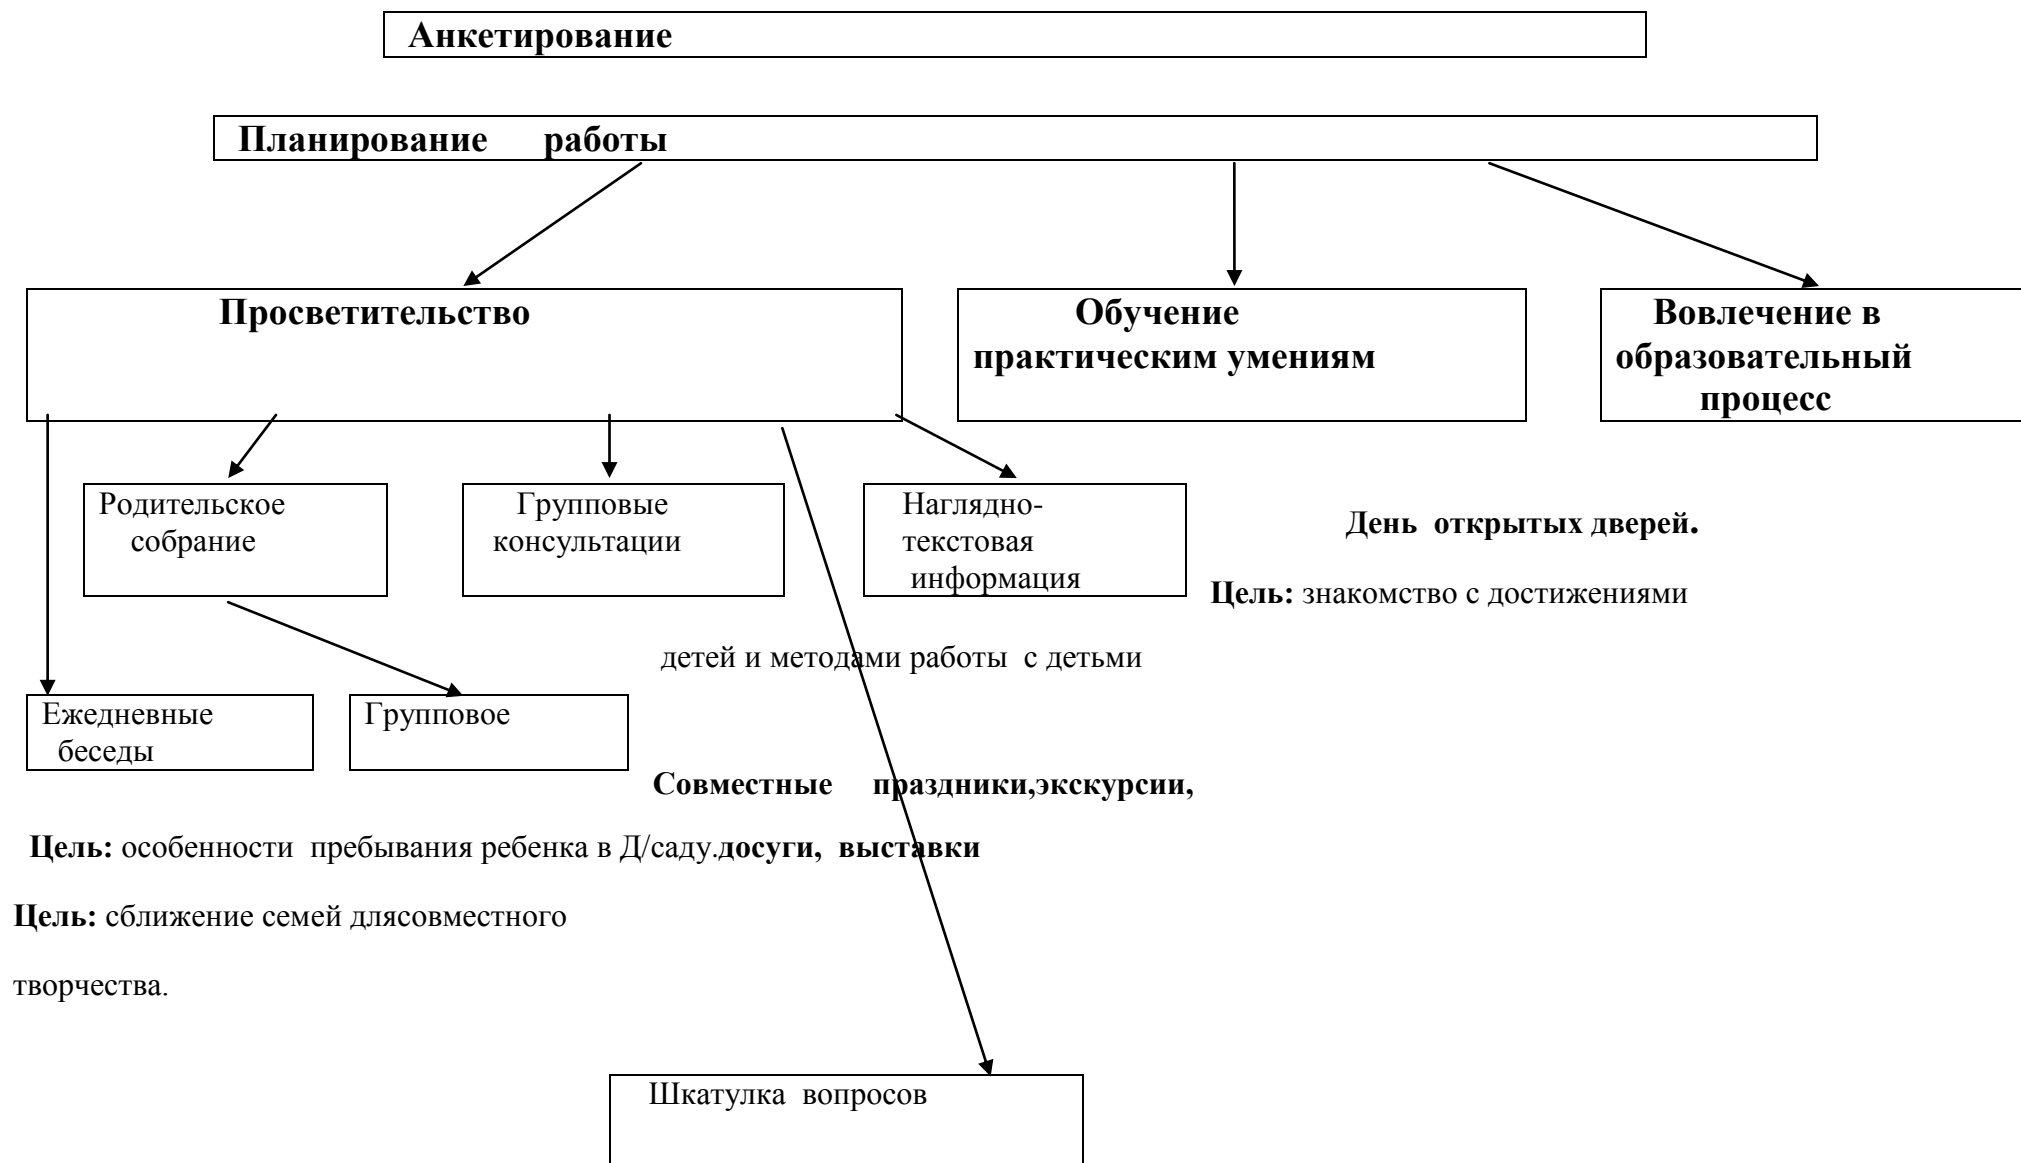 Анкетирование
Планирование работы
Просветительство
Обучение
практическим умениям
Вовлечение в
образовательный
процесс
Родительское
собрание
Групповые
консультации
Наглядно-
текстовая
информация
День открытых дверей.
Цель: знакомство с достижениями
детей и методами работы с детьми
Ежедневные
беседы
Групповое
Совместные праздники,экскурсии,
Цель: особенности пребывания ребенка в Д/саду.досуги, выставки
Цель: сближение семей длясовместного
творчества.
Шкатулка вопросов